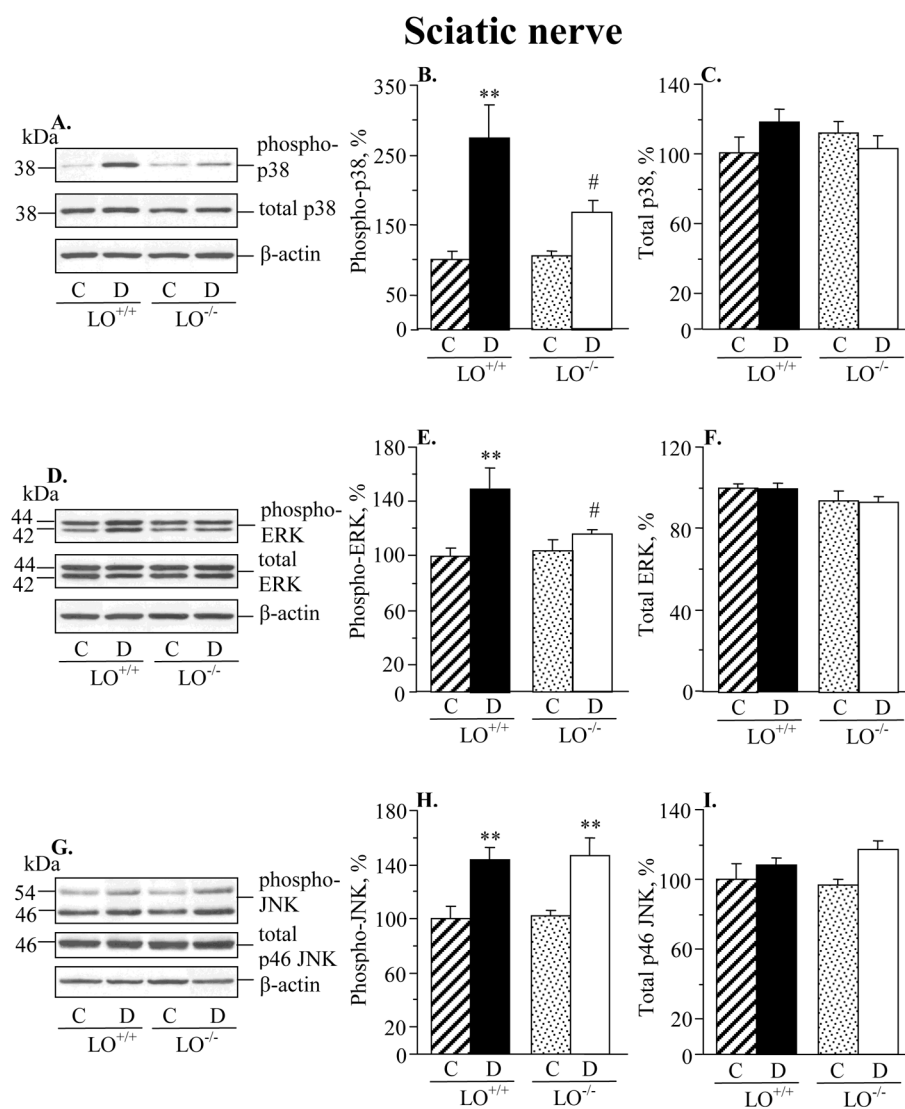 Sciatic nerve
A.
kDa
38
phospho-
p38
38
total p38
β-actin
C D C D
LO+/+ LO-/-
B.
Phospho-p38, %
350
250
150
100
50
0
**
#
C D C D
LO+/+ LO-/-
C.
Total p38, %
140
100
60
20
0
C D C D
LO+/+ LO-/-
D.
kDa
44
42
phospho-
ERK
44
42
total
ERK
β-actin
C D C D
LO+/+ LO-/-
E.
Phospho-ERK, %
180
140
100
60
20
0
**
#
C D C D
LO+/+ LO-/-
F.
Total ERK, %
120
80
40
0
C D C D
LO+/+ LO-/-
G.
kDa
54
46
phospho-
JNK
46
total
p46 JNK
β-actin
C D C D
LO+/+ LO-/-
H.
Phospho-JNK, %
180
140
100
60
20
0
**
**
C D C D
LO+/+ LO-/-
I.
Total p46 JNK, %
140
100
60
20
0
C D C D
LO+/+ LO-/-